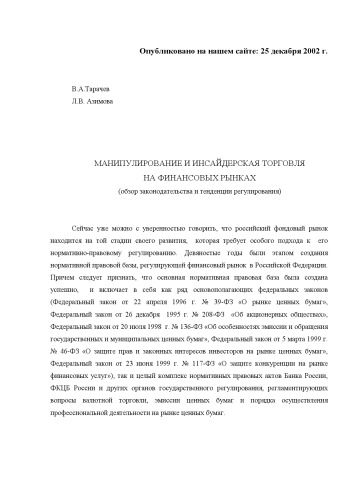 Опубликовано на нашем сайте: 25 декабря 2002 г.
В.А.Тарачев
Л.В. Азимова
МАНИПУЛИРОВАНИЕ И ИНСАЙДЕРСКАЯ ТОРГОВЛЯ
НА ФИНАНСОВЫХ РЫНКАХ
(обзор законодательства и тенденции регулирования)
Сейчас уже можно с уверенностью говорить, что российский фондовый рынок
находится на той стадии своего развития, которая требует особого подхода к его
нормативно-правовому регулированию. Девяностые годы были этапом создания
нормативной правовой базы, регулирующей финансовый рынок в Российской Федерации.
Причем следует признать, что основная нормативная правовая база была создана
успешно, и включает в себя как ряд основополагающих федеральных законов
(Федеральный закон от 22 апреля 1996 г. № 39-ФЗ «О рынке ценных бумаг»,
Федеральный закон от 26 декабря 1995 г. № 208-ФЗ «Об акционерных обществах»,
Федеральный закон от 20 июля 1998 г. № 136-ФЗ «Об особенностях эмиссии и обращения
государственных и муниципальных ценных бумаг», Федеральный закон от 5 марта 1999 г.
№ 46-ФЗ «О защите прав и законных интересов инвесторов на рынке ценных бумаг»,
Федеральный закон от 23 июня 1999 г. № 117-ФЗ «О защите конкуренции на рынке
финансовых услуг»), так и целый комплекс нормативных правовых актов Банка России,
ФКЦБ России и других органов государственного регулирования, регламентирующих
вопросы валютной торговли, эмиссии ценных бумаг и порядка осуществления
профессиональной деятельности на рынке ценных бумаг.